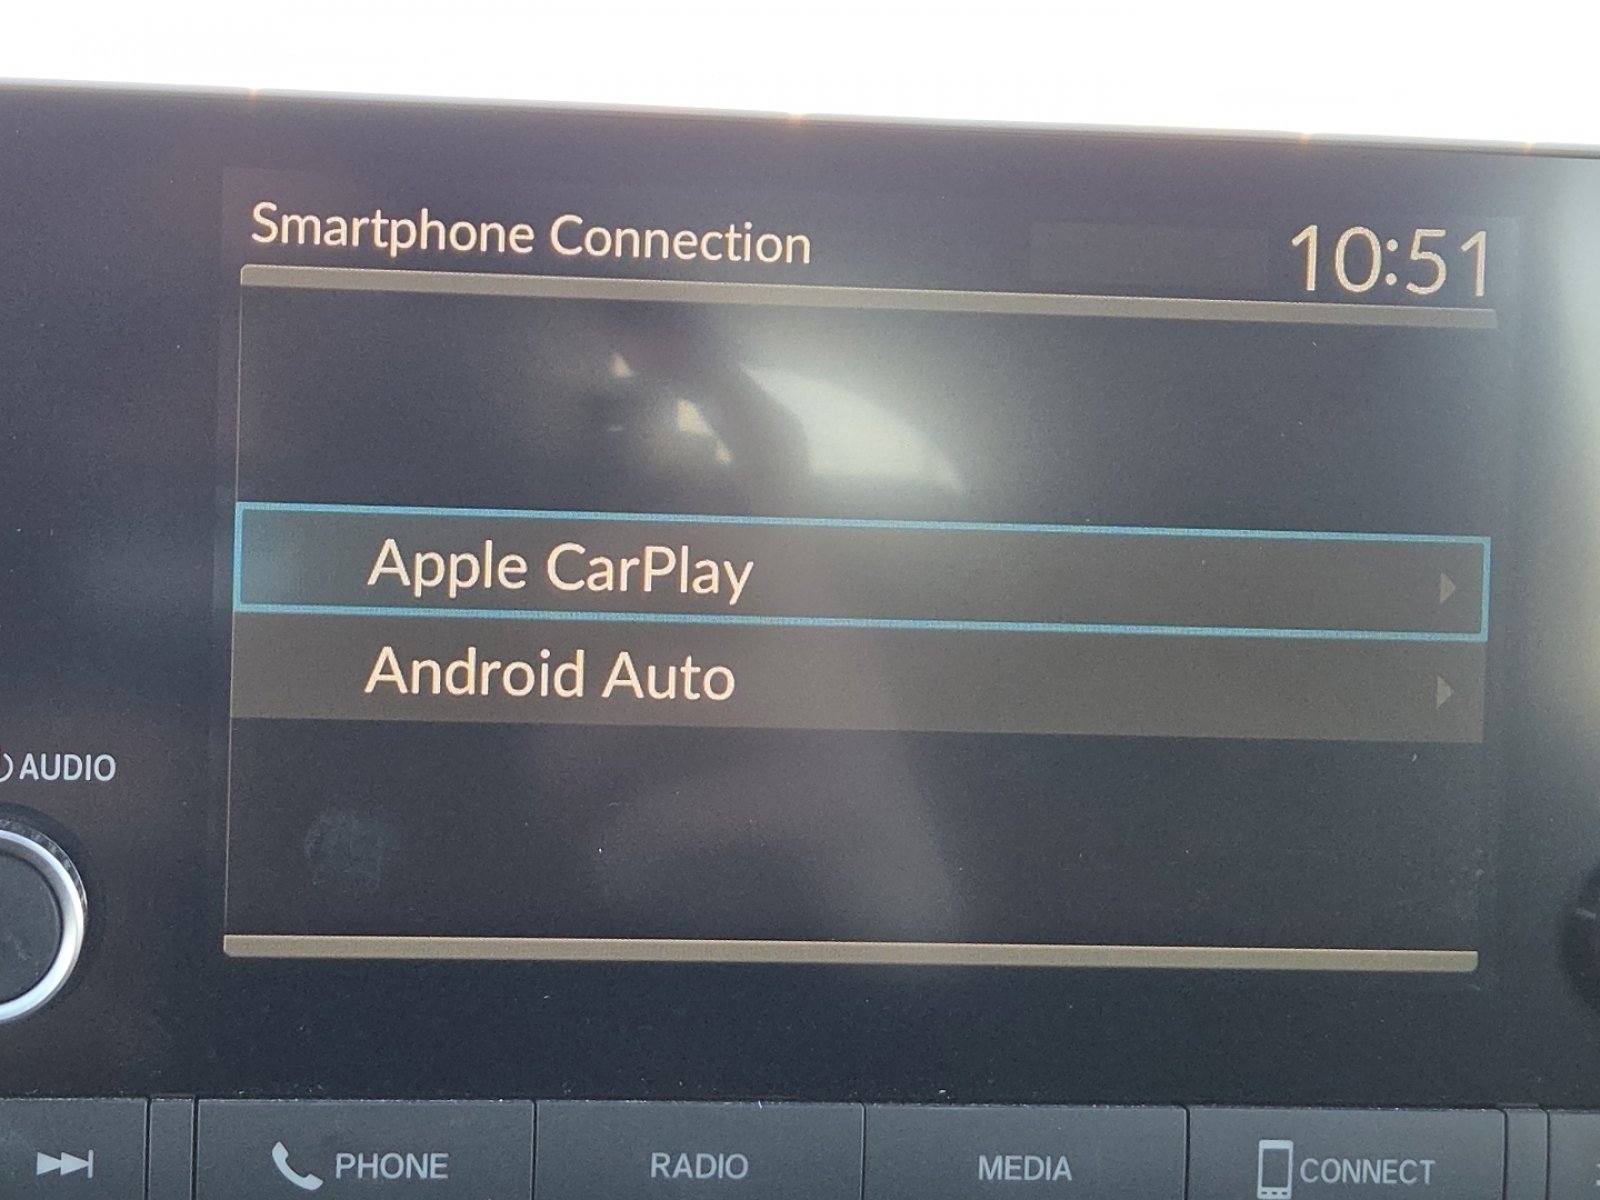 Smartphone Connection
10:51
Apple CarPlay
Android Auto
AUDIO
PHONE
RADIO
MEDIA
CONNECT